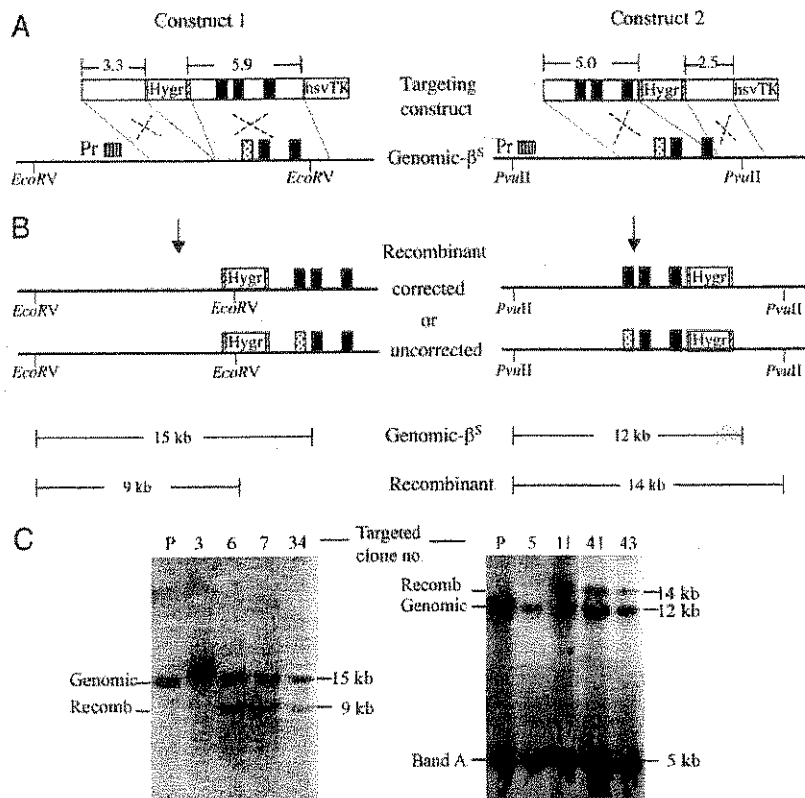 A
Construct 1
Construct 2
3.3
5.9
5.0
2.5
Hygr
hsvTK
Targeting
construct
Hygr
hsvTK
Pr
Genomic-β^S
Pr
EcoRV
EcoRV
PvuII
PvuII
B
Recombinant
Hygr
corrected
Hygr
EcoRV
EcoRV
or
PvuII
PvuII
Hygr
uncorrected
Hygr
EcoRV
EcoRV
PvuII
PvuII
15 kb
Genomic-β^S
12 kb
9 kb
Recombinant
14 kb
C
P 3 6 7 34
Targeted
clone no.
P 5 11 41 43
Recomb
14 kb
Genomic
12 kb
Genomic
15 kb
Recomb
9 kb
Band A
5 kb